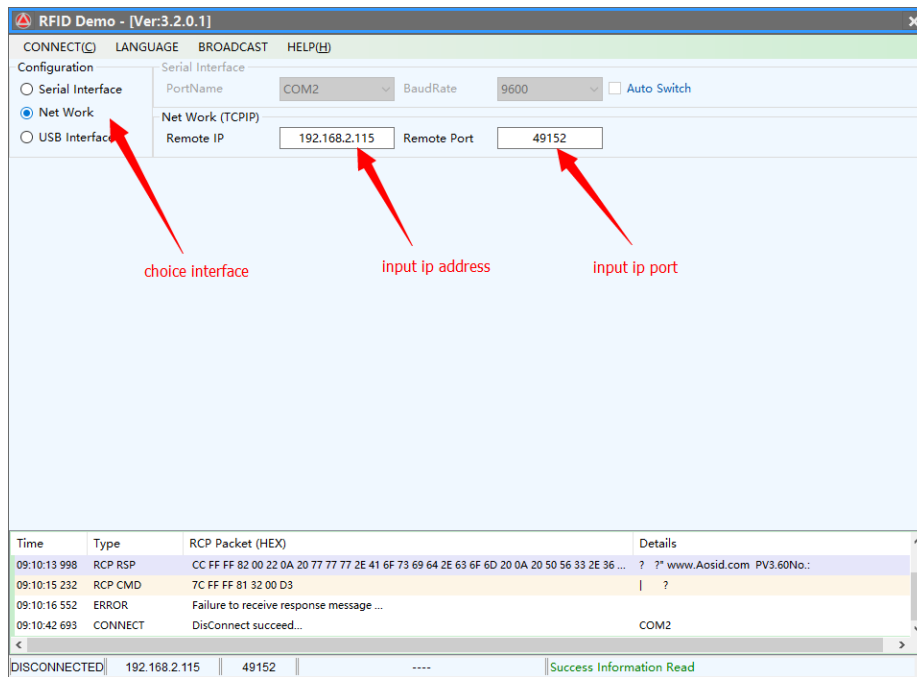 RFID Demo - [Ver:3.2.0.1]
CONNECT(C) LANGUAGE BROADCAST HELP(H)
Configuration Serial Interface
Serial Interface PortName COM2 BaudRate 9600 Auto Switch
Net Work Net Work (TCPIP)
USB Interface Remote IP 192.168.2.115 Remote Port 49152
choice interface input ip address input ip port
Time Type RCP Packet (HEX) Details
09:10:13 998 RCP RSP CC FF FF 82 00 22 0A 20 77 77 77 2E 41 6F 73 69 64 2E 63 6F 6D 20 0A 20 50 56 33 2E 36 ... ? ?" www.Aosid.com PV3.60No.:
09:10:15 232 RCP CMD 7C FF FF 81 32 00 D3 | ?
09:10:16 552 ERROR Failure to receive response message ...
09:10:42 693 CONNECT DisConnect succeed... COM2
DISCONNECTED 192.168.2.115 49152 ---- Success Information Read